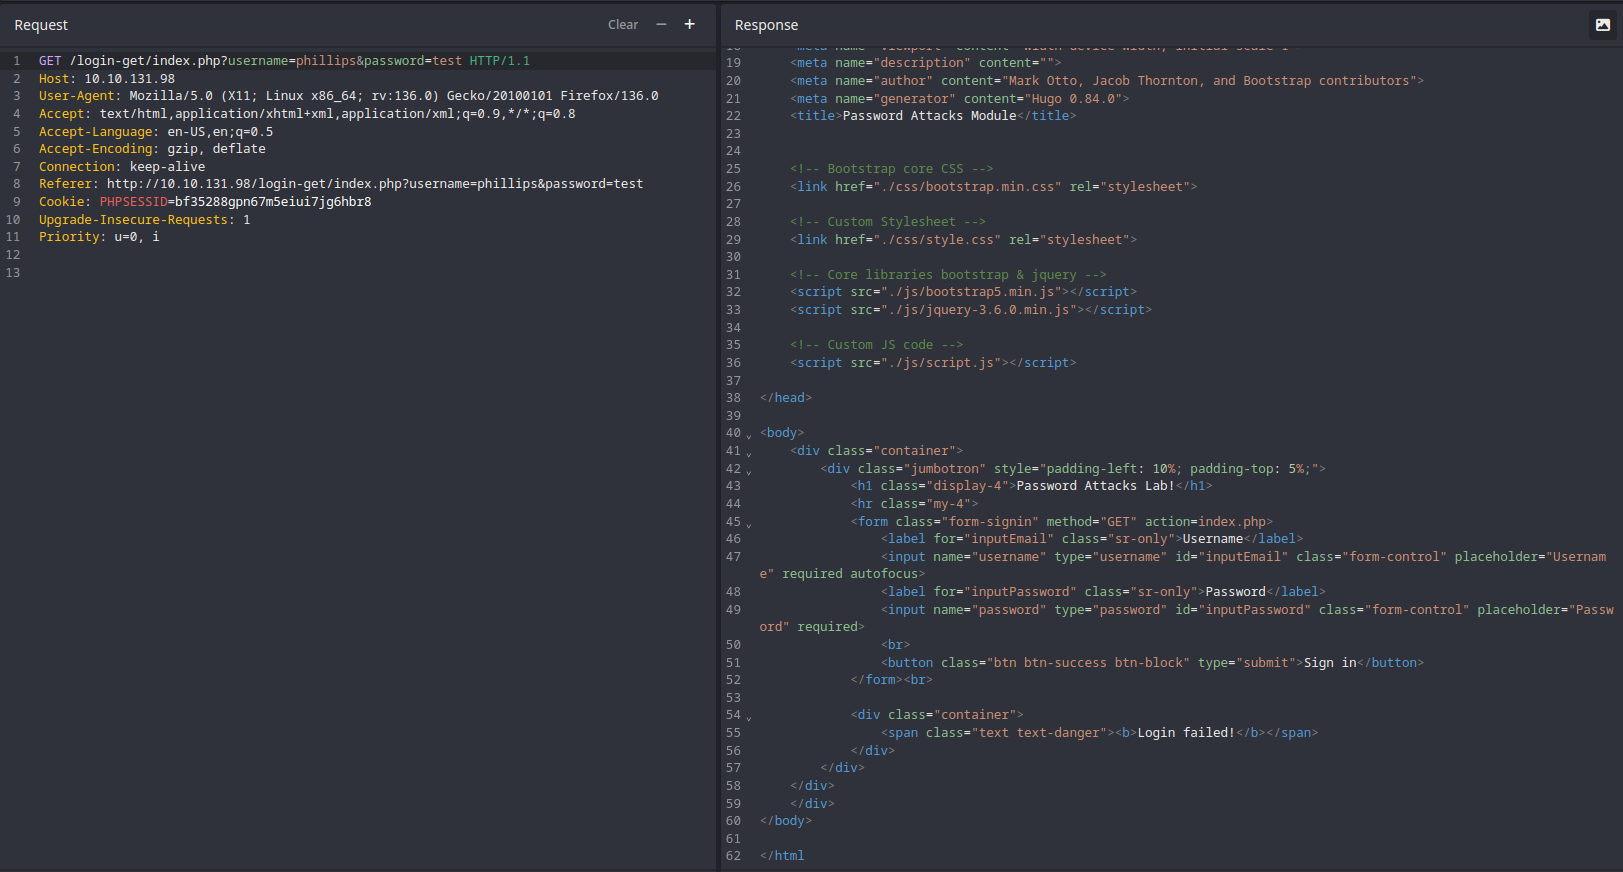 Request
Clear − +
1 GET /login-get/index.php?username=phillips&password=test HTTP/1.1
2 Host: 10.10.131.98
3 User-Agent: Mozilla/5.0 (X11; Linux x86_64; rv:136.0) Gecko/20100101 Firefox/136.0
4 Accept: text/html,application/xhtml+xml,application/xml;q=0.9,*/*;q=0.8
5 Accept-Language: en-US,en;q=0.5
6 Accept-Encoding: gzip, deflate
7 Connection: keep-alive
8 Referer: http://10.10.131.98/login-get/index.php?username=phillips&password=test
9 Cookie: PHPSESSID=bf35288gpn67m5eiui7jg6hbr8
10 Upgrade-Insecure-Requests: 1
11 Priority: u=0, i
12
13
Response
18 <meta name="viewport" content="width=device-width, initial-scale=1
19 <meta name="description" content="">
20 <meta name="author" content="Mark Otto, Jacob Thornton, and Bootstrap contributors">
21 <meta name="generator" content="Hugo 0.84.0">
22 <title>Password Attacks Module</title>
23
24
25 <!-- Bootstrap core CSS -->
26 <link href="./css/bootstrap.min.css" rel="stylesheet">
27
28 <!-- Custom Stylesheet -->
29 <link href="./css/style.css" rel="stylesheet">
30
31 <!-- Core libraries bootstrap & jquery -->
32 <script src="./js/bootstrap5.min.js"></script>
33 <script src="./js/jquery-3.6.0.min.js"></script>
34
35 <!-- Custom JS code -->
36 <script src="./js/script.js"></script>
37
38 </head>
39
40 <body>
41 <div class="container">
42 <div class="jumbotron" style="padding-left: 10%; padding-top: 5%;">
43 <h1 class="display-4">Password Attacks Lab!</h1>
44 <hr class="my-4">
45 <form class="form-signin" method="GET" action=index.php>
46 <label for="inputEmail" class="sr-only">Username</label>
47 <input name="username" type="username" id="inputEmail" class="form-control" placeholder="Usernam
e" required autofocus>
48 <label for="inputPassword" class="sr-only">Password</label>
49 <input name="password" type="password" id="inputPassword" class="form-control" placeholder="Passw
ord" required>
50 <br>
51 <button class="btn btn-success btn-block" type="submit">Sign in</button>
52 </form><br>
53
54 <div class="container">
55 <span class="text text-danger"><b>Login failed!</b></span>
56 </div>
57 </div>
58 </div>
59 </div>
60 </body>
61
62 </html